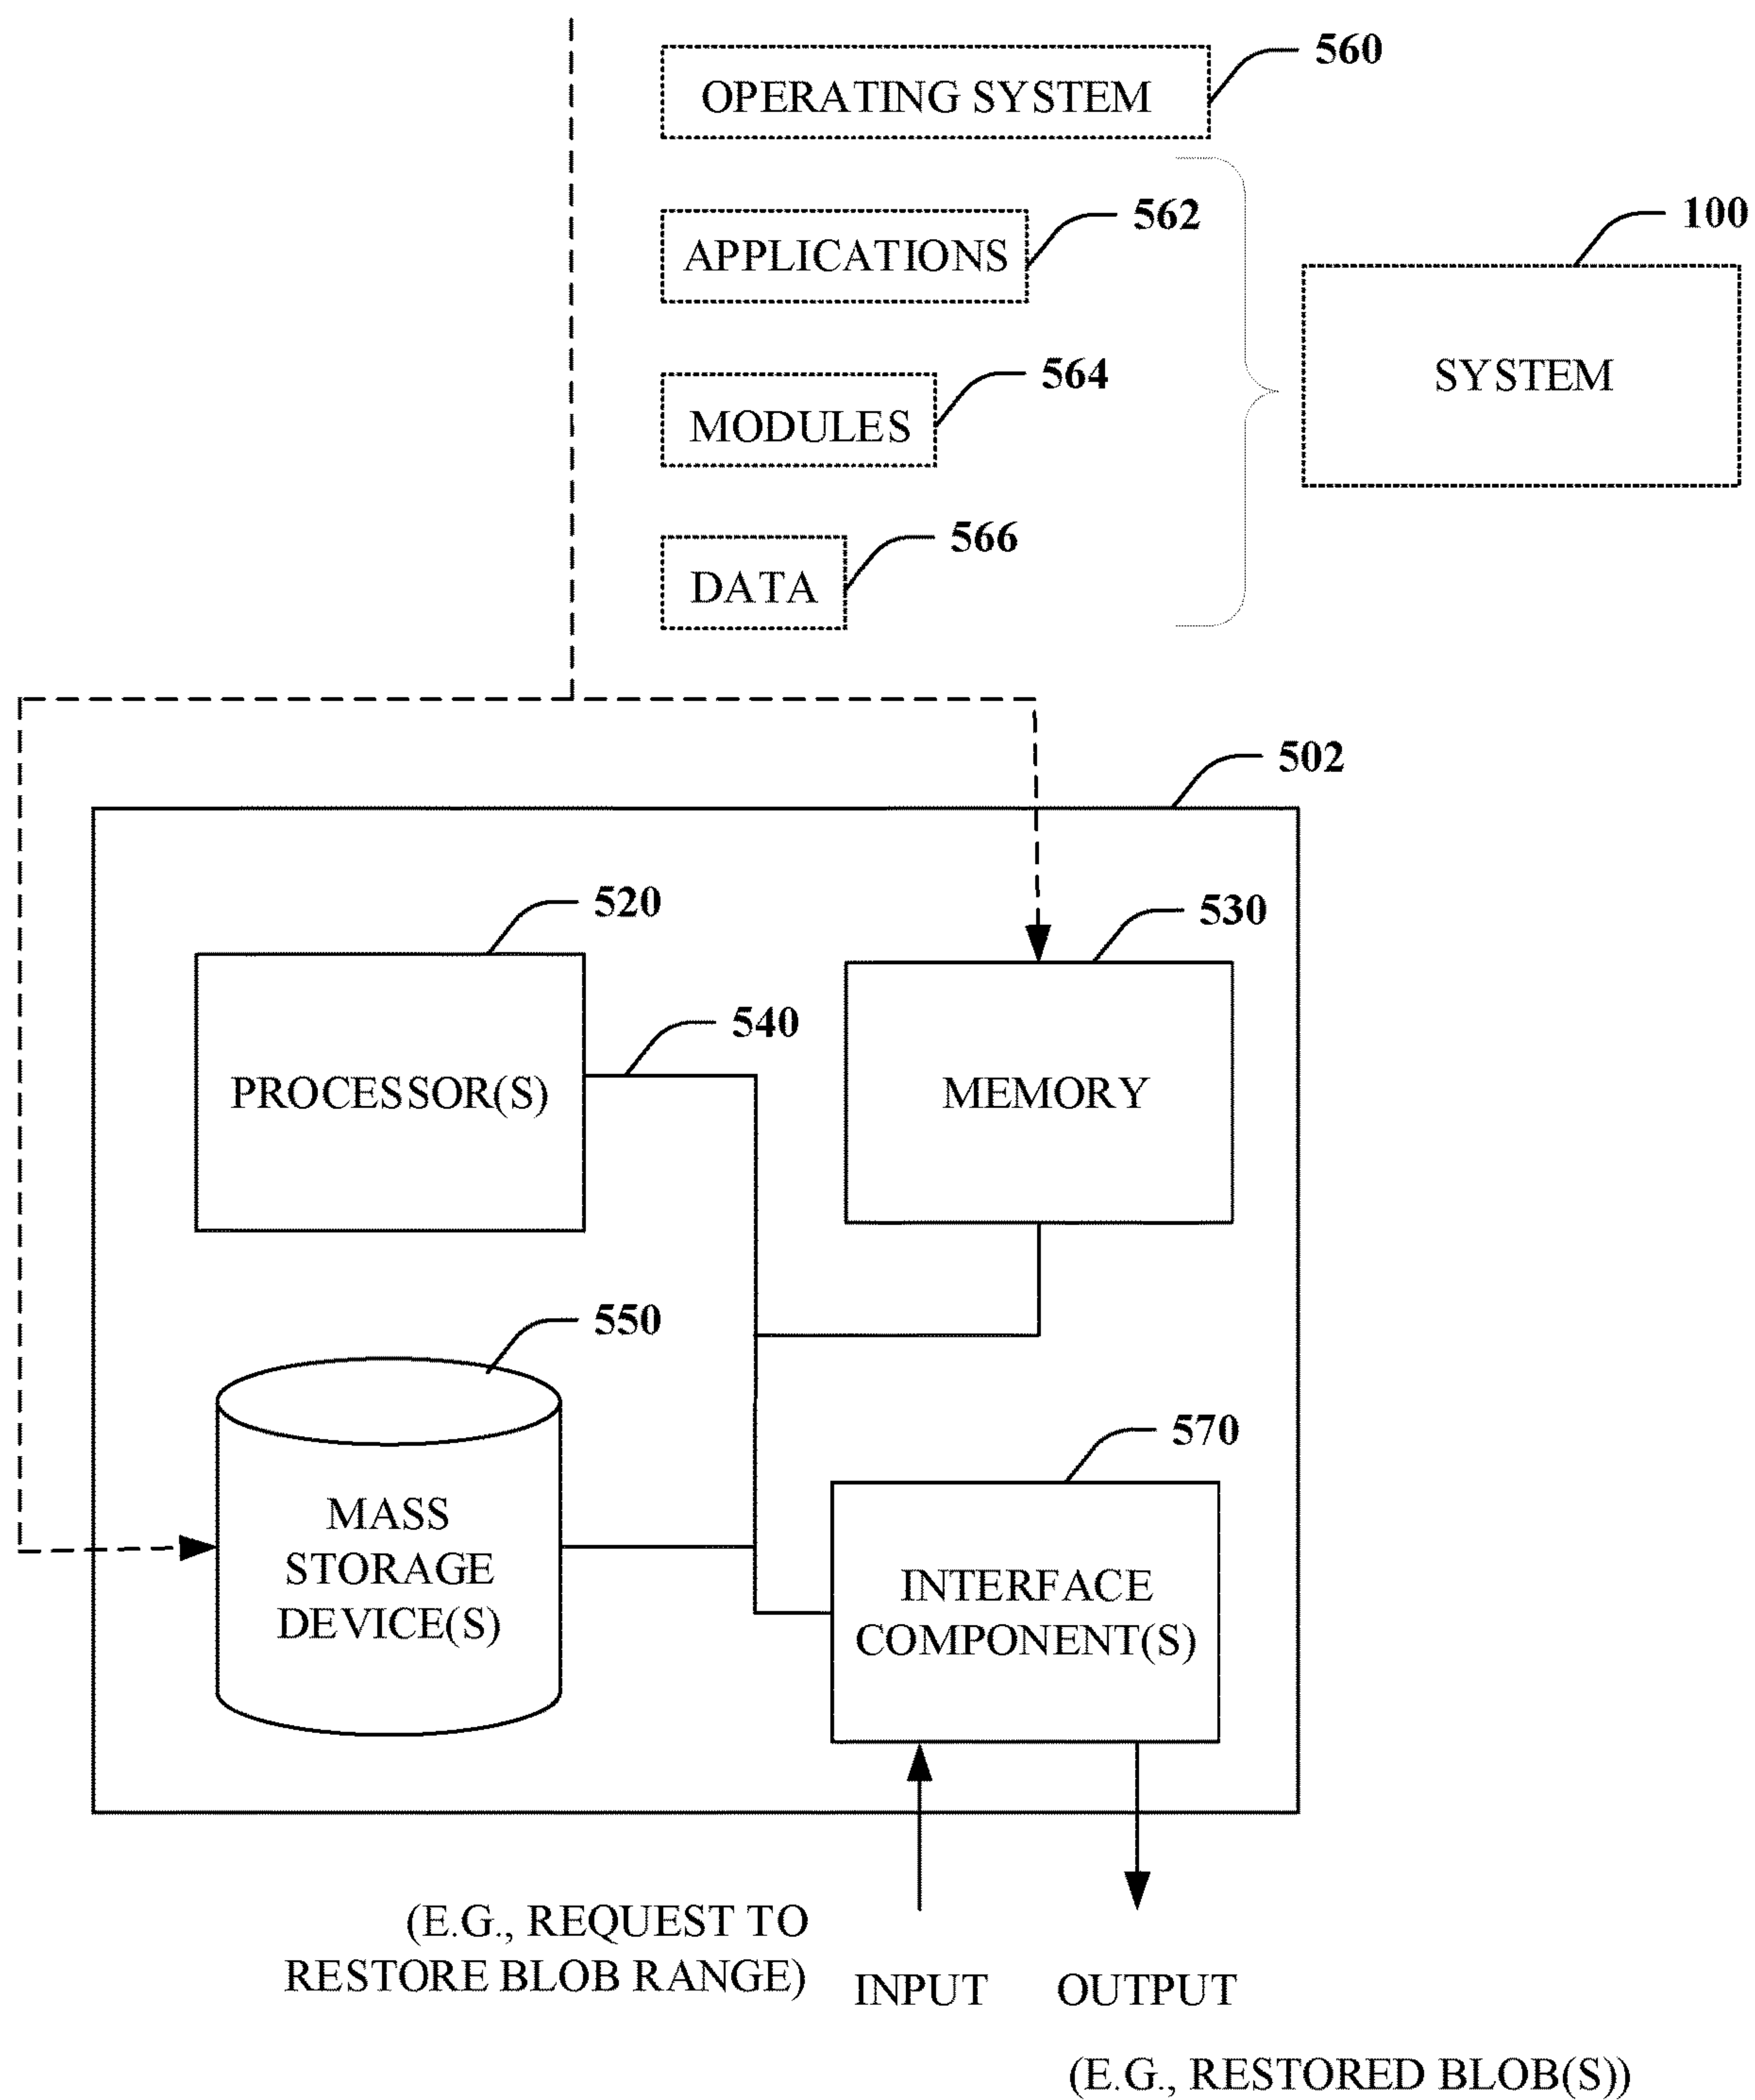 560
OPERATING SYSTEM
562
100
APPLICATIONS
564
SYSTEM
MODULES
566
DATA
502
520
530
540
PROCESSOR(S)
MEMORY
550
570
MASS
STORAGE
DEVICE(S)
INTERFACE
COMPONENT(S)
(E.G., REQUEST TO
RESTORE BLOB RANGE)
INPUT
OUTPUT
(E.G., RESTORED BLOB(S))